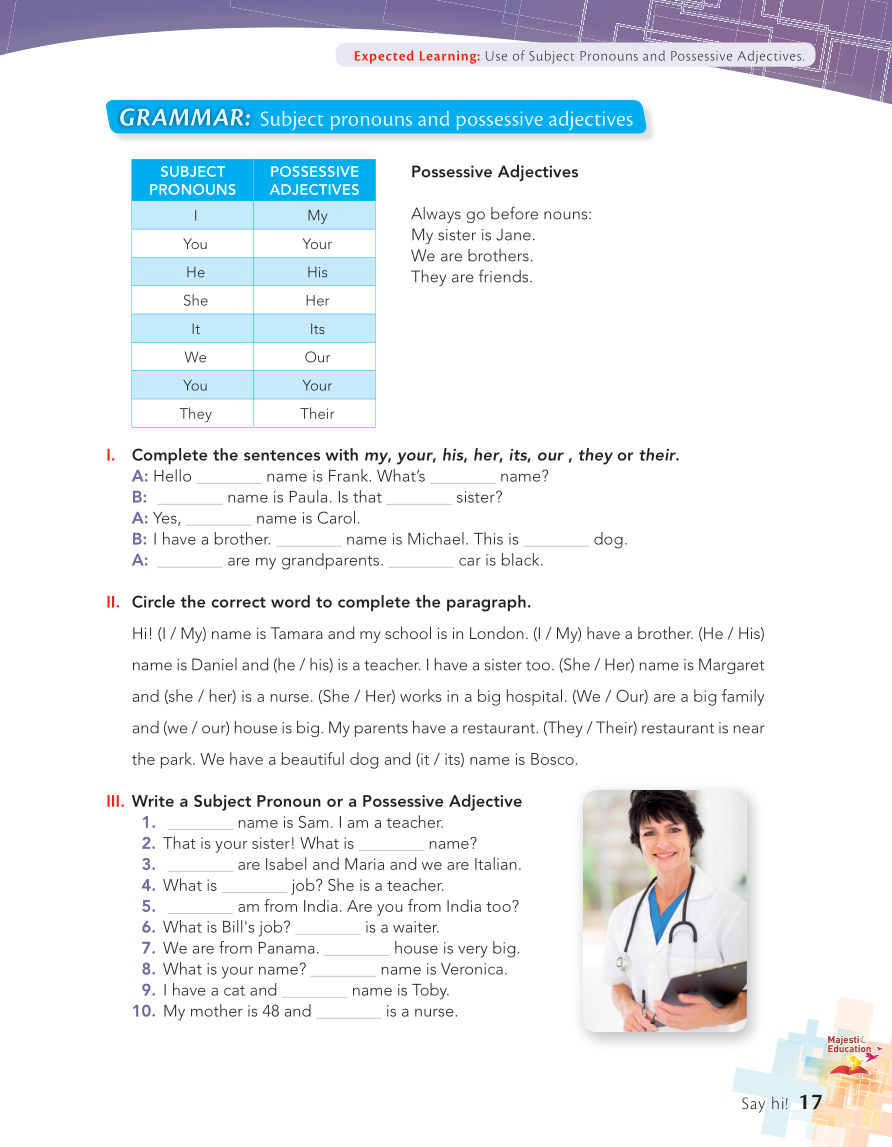 Expected Learning: Use of Subject Pronouns and Possessive Adjectives.
GRAMMAR: Subject pronouns and possessive adjectives
SUBJECT PRONOUNS POSSESSIVE ADJECTIVES
I My
You Your
He His
She Her
It Its
We Our
You Your
They Their
Possessive Adjectives
Always go before nouns:
My sister is Jane.
We are brothers.
They are friends.
I. Complete the sentences with my, your, his, her, its, our , they or their.
A: Hello ________ name is Frank. What's ________ name?
B: ________ name is Paula. Is that ________ sister?
A: Yes, ________ name is Carol.
B: I have a brother. ________ name is Michael. This is ________ dog.
A: ________ are my grandparents. ________ car is black.
II. Circle the correct word to complete the paragraph.
Hi! (I / My) name is Tamara and my school is in London. (I / My) have a brother. (He / His)
name is Daniel and (he / his) is a teacher. I have a sister too. (She / Her) name is Margaret
and (she / her) is a nurse. (She / Her) works in a big hospital. (We / Our) are a big family
and (we / our) house is big. My parents have a restaurant. (They / Their) restaurant is near
the park. We have a beautiful dog and (it / its) name is Bosco.
III. Write a Subject Pronoun or a Possessive Adjective
1. ________ name is Sam. I am a teacher.
2. That is your sister! What is ________ name?
3. ________ are Isabel and Maria and we are Italian.
4. What is ________ job? She is a teacher.
5. ________ am from India. Are you from India too?
6. What is Bill's job? ________ is a waiter.
7. We are from Panama. ________ house is very big.
8. What is your name? ________ name is Veronica.
9. I have a cat and ________ name is Toby.
10. My mother is 48 and ________ is a nurse.
Majestic
Education
Say hi! 17